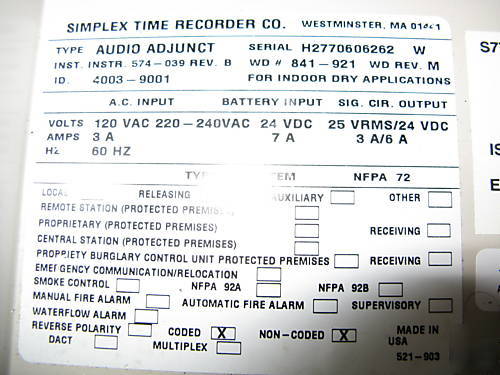 SIMPLEX TIME RECORDER CO. WESTMINSTER, MA
TYPE AUDIO ADJUNCT SERIAL H2770606262 W
INST. INSTR. 574-039 REV. B WD # 841-921 WD REV. M
ID. 4003-9001 FOR INDOOR DRY APPLICATIONS
A.C. INPUT BATTERY INPUT SIG. CIR. OUTPUT
VOLTS 120 VAC 220-240VAC 24 VDC 25 VRMS/24 VDC
AMPS 3 A 7 A 3 A/6 A
HZ 60 HZ
NFPA 72
RELEASING AUXILIARY OTHER
REMOTE STATION (PROTECTED PREMISES)
PROPRIETARY (PROTECTED PREMISES) RECEIVING
CENTRAL STATION (PROTECTED PREMISES)
PROPRIETY BURGLARY CONTROL UNIT PROTECTED PREMISES RECEIVING
EMERGENCY COMMUNICATION/RELOCATION
SMOKE CONTROL NFPA 92A NFPA 92B
MANUAL FIRE ALARM AUTOMATIC FIRE ALARM SUPERVISORY
WATERFLOW ALARM
REVERSE POLARITY CODED X NON-CODED X MADE IN USA
DACT MULTIPLEX 521-903